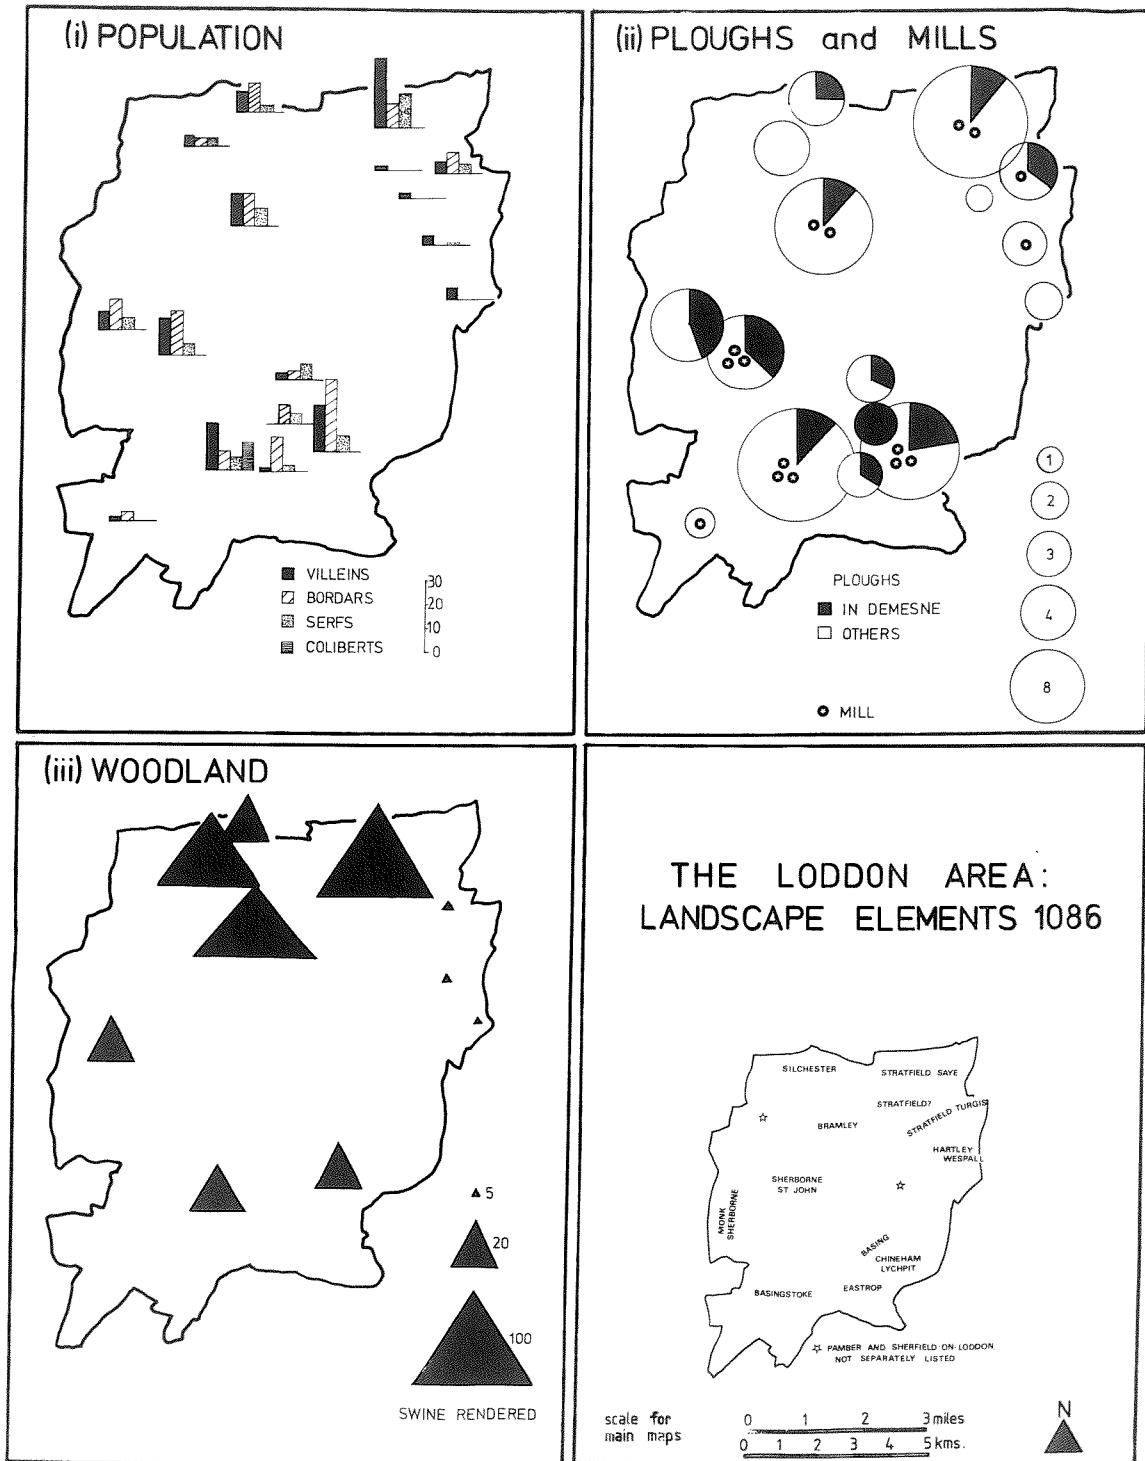 (i) POPULATION
VILLEINS
BORDARS
SERFS
COLIBERTS
30
20
10
0
(ii) PLOUGHS and MILLS
PLOUGHS
IN DEMESNE
OTHERS
MILL
1
2
3
4
8
(iii) WOODLAND
5
20
100
SWINE RENDERED
THE LODDON AREA:
LANDSCAPE ELEMENTS 1086
SILCHESTER
STRATFIELD SAYE
STRATFIELD?
STRATFIELD TURGIS
BRAMLEY
HARTLEY
WESPALL
SHERBORNE
ST JOHN
MONK
SHERBORNE
BASING
CHINEHAM
LYCHPIT
BASINGSTOKE
EASTROP
☆ PAMBER AND SHERFIELD-ON-LODDON
NOT SEPARATELY LISTED
scale for
main maps
0 1 2 3 miles
0 1 2 3 4 5 kms.
N